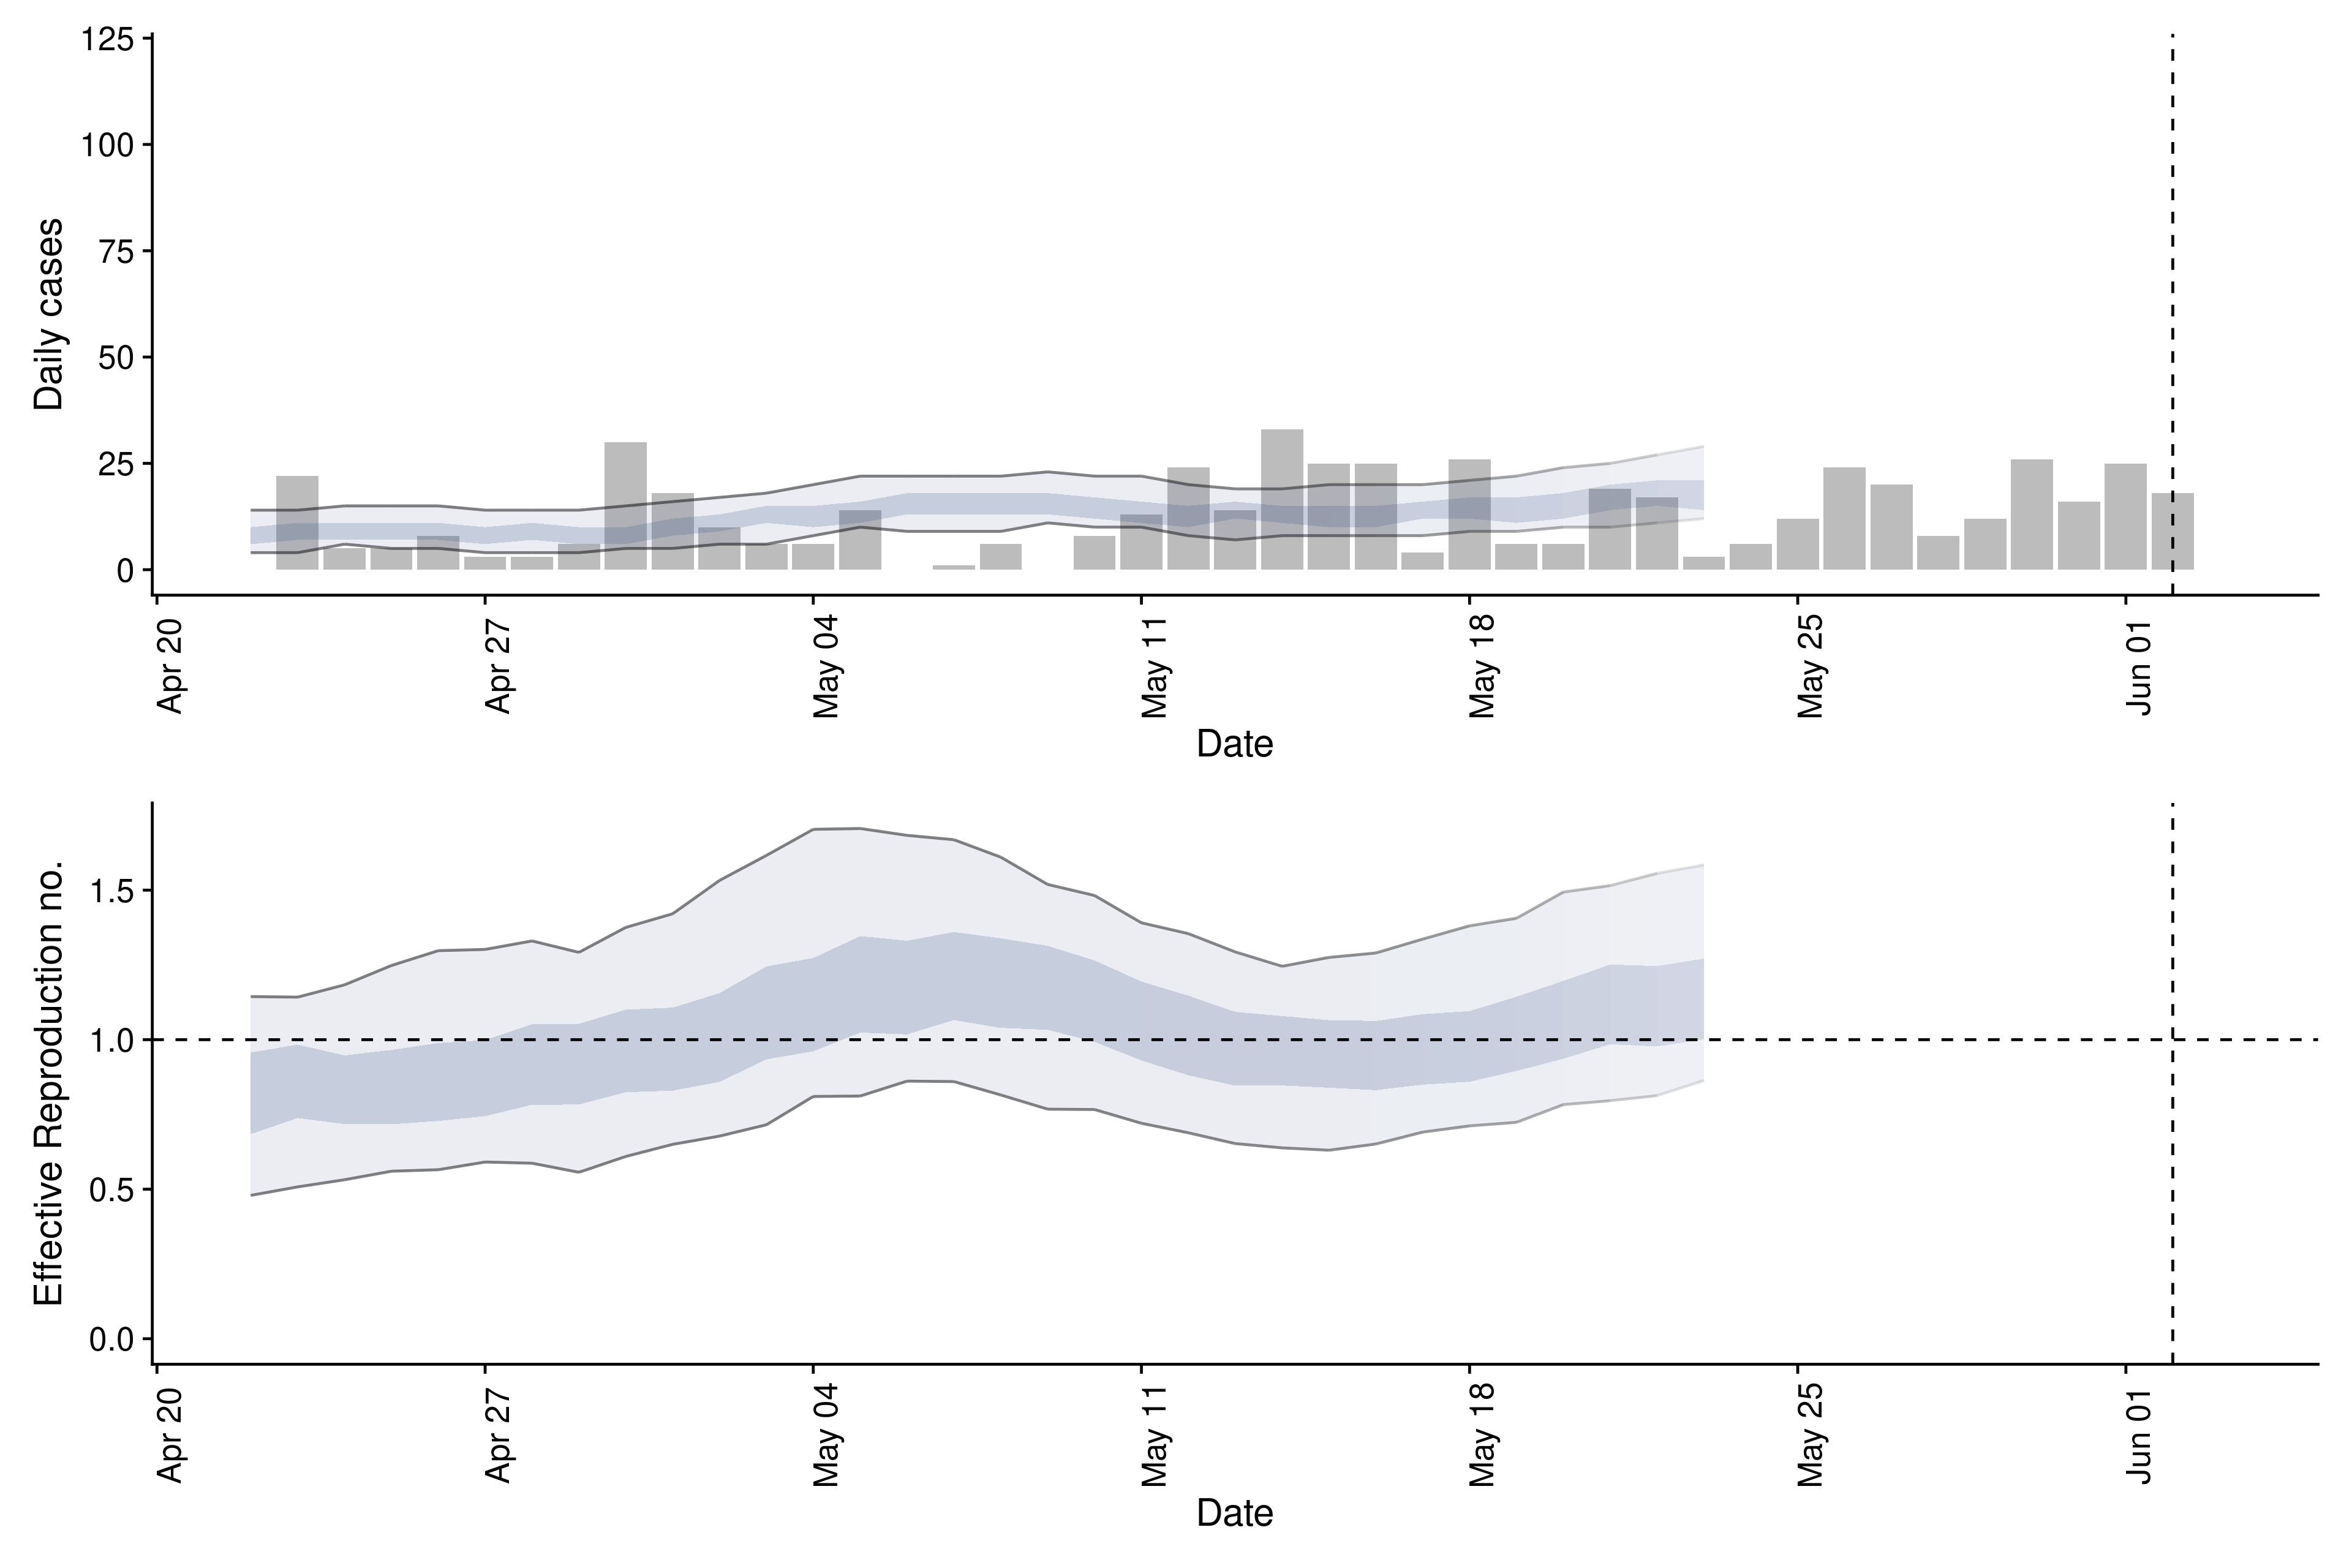 125
100
75
50
25
0
Daily cases
Apr 20
Apr 27
May 04
May 11
May 18
May 25
Jun 01
Date
1.5
1.0
0.5
0.0
Effective Reproduction no.
Apr 20
Apr 27
May 04
May 11
May 18
May 25
Jun 01
Date